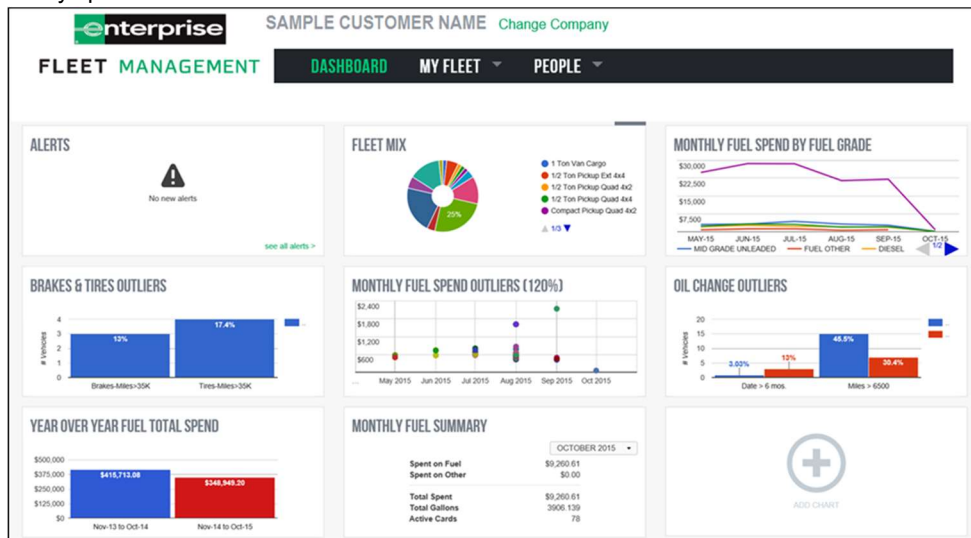 enterprise
SAMPLE CUSTOMER NAME Change Company
FLEET MANAGEMENT
DASHBOARD MY FLEET PEOPLE
ALERTS
No new alerts
see all alerts >
FLEET MIX
25%
1 Ton Van Cargo
1/2 Ton Pickup Ext 4x4
1/2 Ton Pickup Quad 4x2
1/2 Ton Pickup Quad 4x4
Compact Pickup Quad 4x2
1/3
MONTHLY FUEL SPEND BY FUEL GRADE
$30,000
$22,500
$15,000
$7,500
MAY-15 JUN-15 JUL-15 AUG-15 SEP-15 OCT-15
MID GRADE UNLEADED FUEL OTHER DIESEL 1/2
BRAKES & TIRES OUTLIERS
# Vehicles
4
3
2
1
0
13%
17.4%
...
Brakes-Miles>35K Tires-Miles>35K
MONTHLY FUEL SPEND OUTLIERS (120%)
$2,400
$1,800
$1,200
$600
... May 2015 Jun 2015 Jul 2015 Aug 2015 Sep 2015 Oct 2015
OIL CHANGE OUTLIERS
# Vehicles
20
15
10
5
0
3.03%
13%
45.5%
30.4%
...
...
Date > 6 mos. Miles > 6500
YEAR OVER YEAR FUEL TOTAL SPEND
$500,000
$375,000
$250,000
$125,000
$0
$415,713.08
$348,949.20
Nov-13 to Oct-14 Nov-14 to Oct-15
MONTHLY FUEL SUMMARY
OCTOBER 2015
Spent on Fuel $9,260.61
Spent on Other $0.00
Total Spent $9,260.61
Total Gallons 3906.139
Active Cards 78
ADD CHART